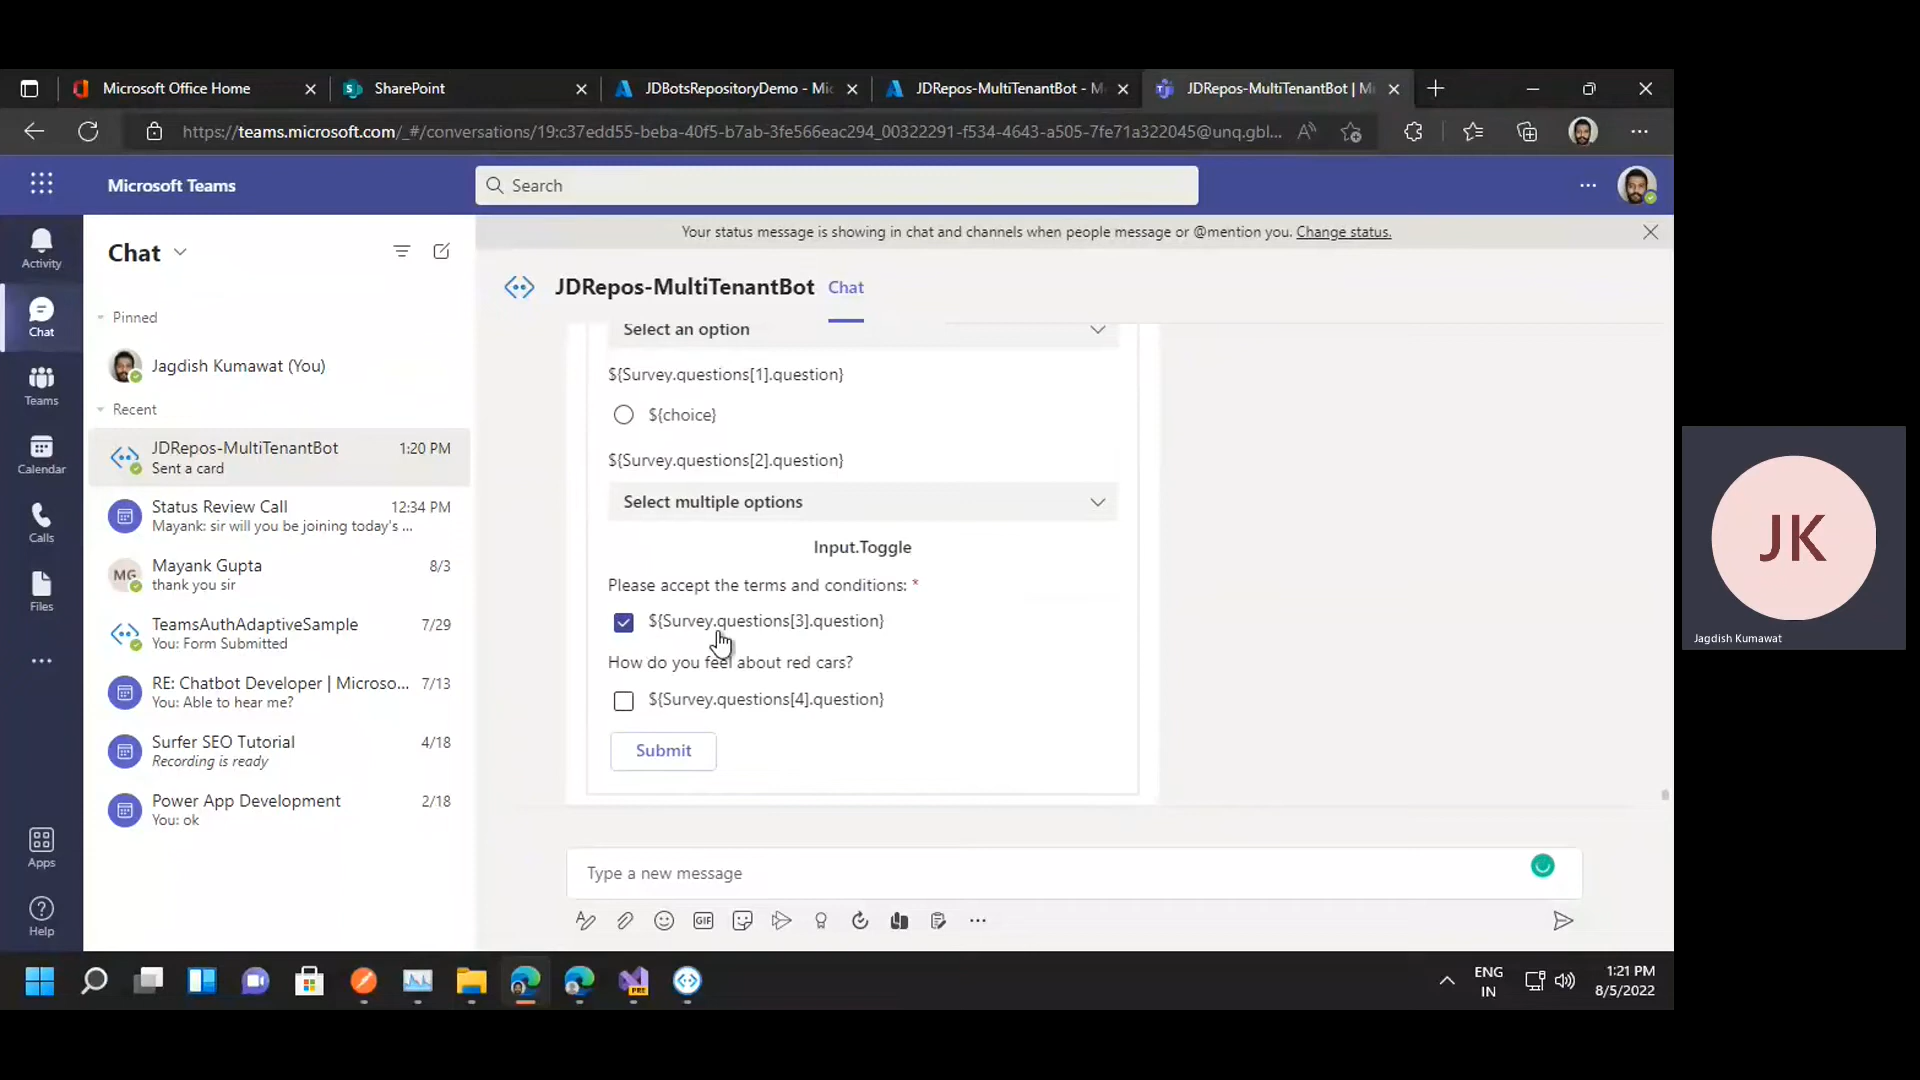 Microsoft Office Home
SharePoint
JDBotsRepositoryDemo - Mic
JDRepos-MultiTenantBot - M
JDRepos-MultiTenantBot | Mi
https://teams.microsoft.com/_#/conversations/19:c37edd55-beba-40f5-b7ab-3fe566eac294_00322291-f534-4643-a505-7fe71a322045@unq.gbl...
Microsoft Teams
Search
Your status message is showing in chat and channels when people message or @mention you. Change status.
Activity
Chat
Teams
Calendar
Calls
Files
Apps
Help
Chat
Pinned
Jagdish Kumawat (You)
Recent
JDRepos-MultiTenantBot 1:20 PM
Sent a card
Status Review Call 12:34 PM
Mayank: sir will you be joining today's ...
MG
Mayank Gupta 8/3
thank you sir
TeamsAuthAdaptiveSample 7/29
You: Form Submitted
RE: Chatbot Developer | Microso... 7/13
You: Able to hear me?
Surfer SEO Tutorial 4/18
Recording is ready
Power App Development 2/18
You: ok
JDRepos-MultiTenantBot Chat
Select an option
${Survey.questions[1].question}
${choice}
${Survey.questions[2].question}
Select multiple options
Input.Toggle
Please accept the terms and conditions: *
${Survey.questions[3].question}
How do you feel about red cars?
${Survey.questions[4].question}
Submit
Type a new message
GIF
JK
Jagdish Kumawat
PRE
ENG
IN
1:21 PM
8/5/2022